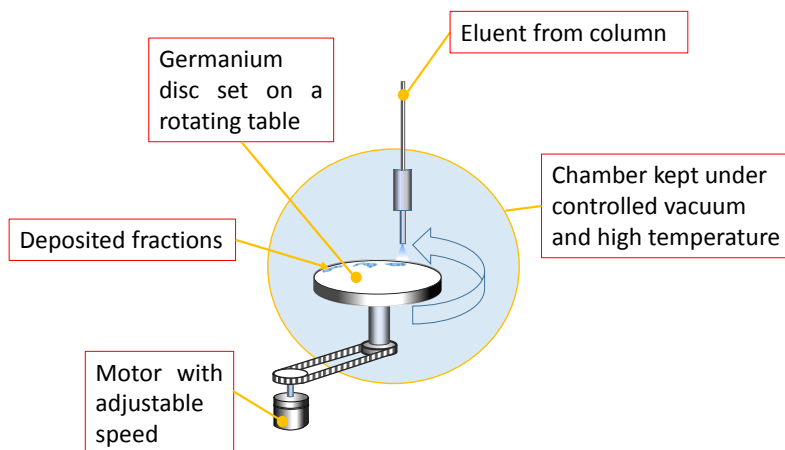 Eluent from column
Germanium
disc set on a
rotating table
Chamber kept under
controlled vacuum
and high temperature
Deposited fractions
Motor with
adjustable
speed